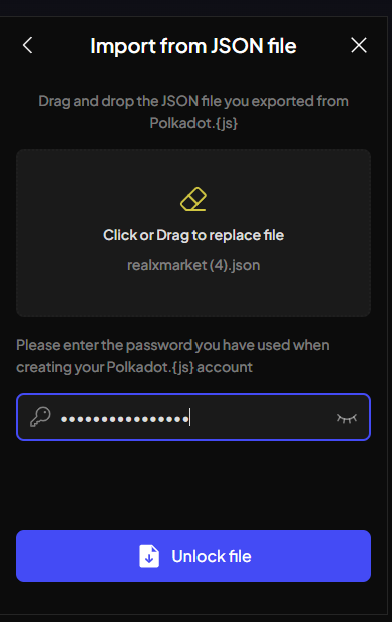 Import from JSON file
Drag and drop the JSON file you exported from
Polkadot.{js}
Click or Drag to replace file
realxmarket (4).json
Please enter the password you have used when
creating your Polkadot.{js} account
••••••••••••••••
Unlock file